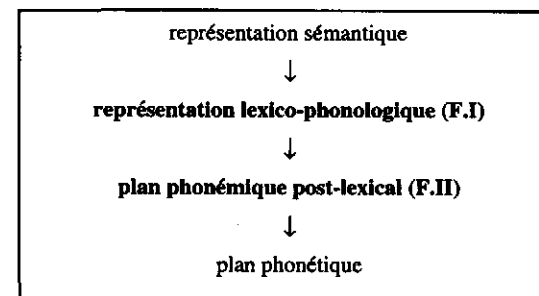 représentation sémantique
↓
représentation lexico-phonologique (F.I)
↓
plan phonémique post-lexical (F.II)
↓
plan phonétique